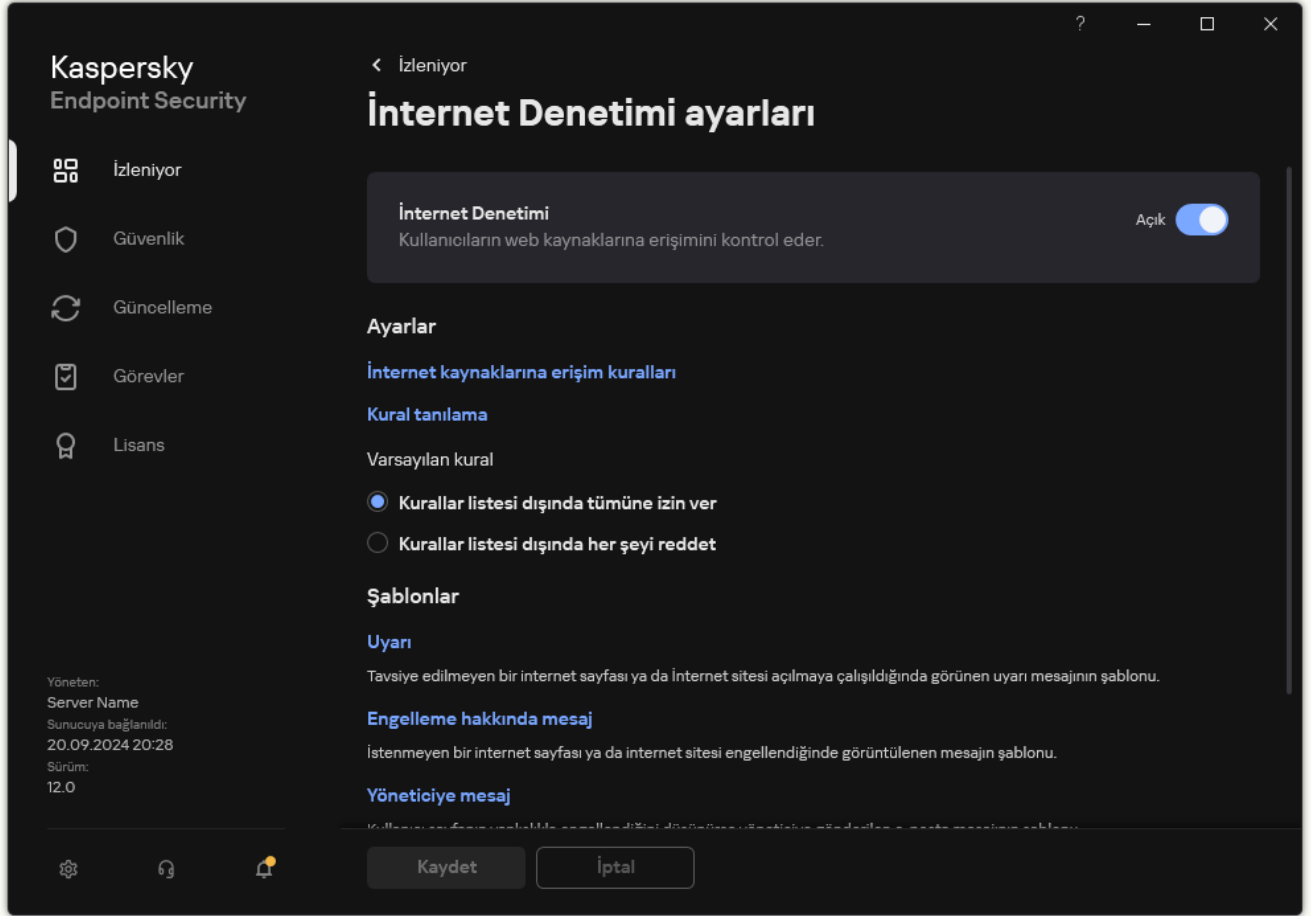 ?
Kaspersky
Endpoint Security
İzleniyor
Güvenlik
Güncelleme
Görevler
Lisans
Yöneten:
Server Name
Sunucuya bağlanıldı:
20.09.2024 20:28
Sürüm:
12.0
İzleniyor
İnternet Denetimi ayarları
İnternet Denetimi
Kullanıcıların web kaynaklarına erişimini kontrol eder.
Açık
Ayarlar
İnternet kaynaklarına erişim kuralları
Kural tanılama
Varsayılan kural
Kurallar listesi dışında tümüne izin ver
Kurallar listesi dışında her şeyi reddet
Şablonlar
Uyarı
Tavsiye edilmeyen bir internet sayfası ya da İnternet sitesi açılmaya çalışıldığında görünen uyarı mesajının şablonu.
Engelleme hakkında mesaj
İstenmeyen bir internet sayfası ya da internet sitesi engellendiğinde görüntülenen mesajın şablonu.
Yöneticiye mesaj
Kaydet
İptal